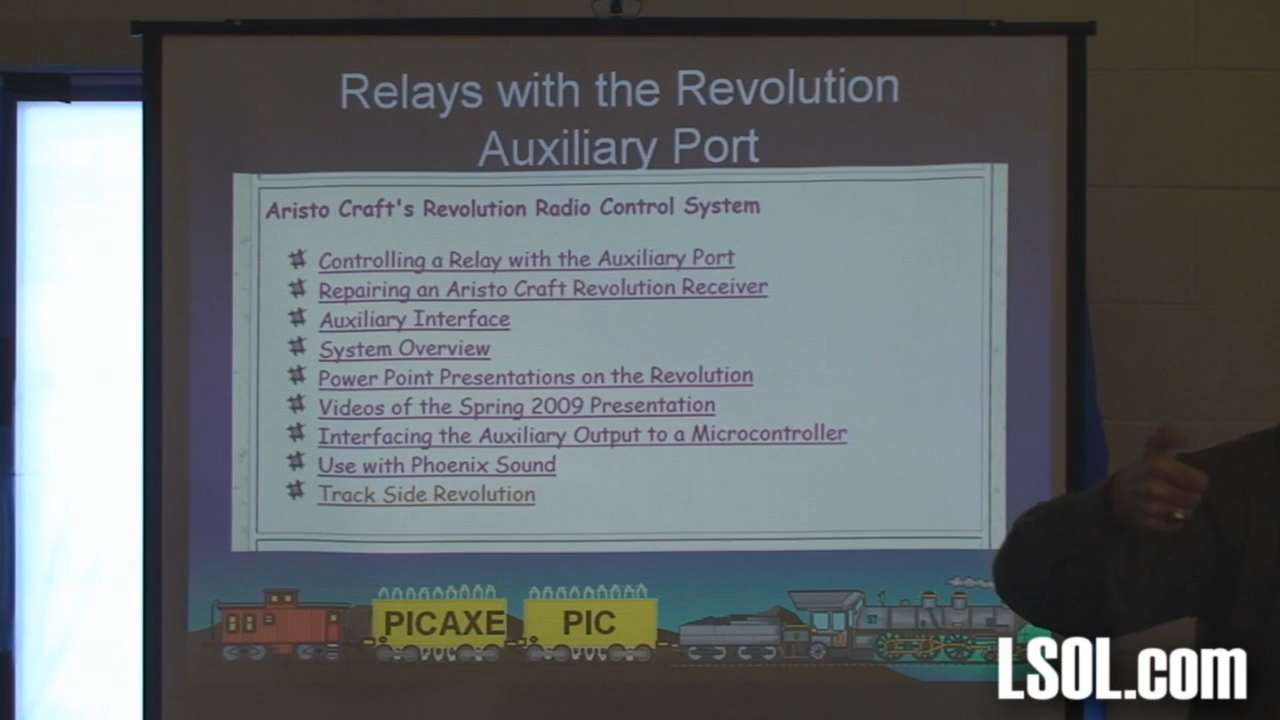 Relays with the Revolution
Auxiliary Port
Aristo Craft's Revolution Radio Control System
Controlling a Relay with the Auxiliary Port
Repairing an Aristo Craft Revolution Receiver
Auxiliary Interface
System Overview
Power Point Presentations on the Revolution
Videos of the Spring 2009 Presentation
Interfacing the Auxiliary Output to a Microcontroller
Use with Phoenix Sound
Track Side Revolution
PICAXE PIC
LSOL.com